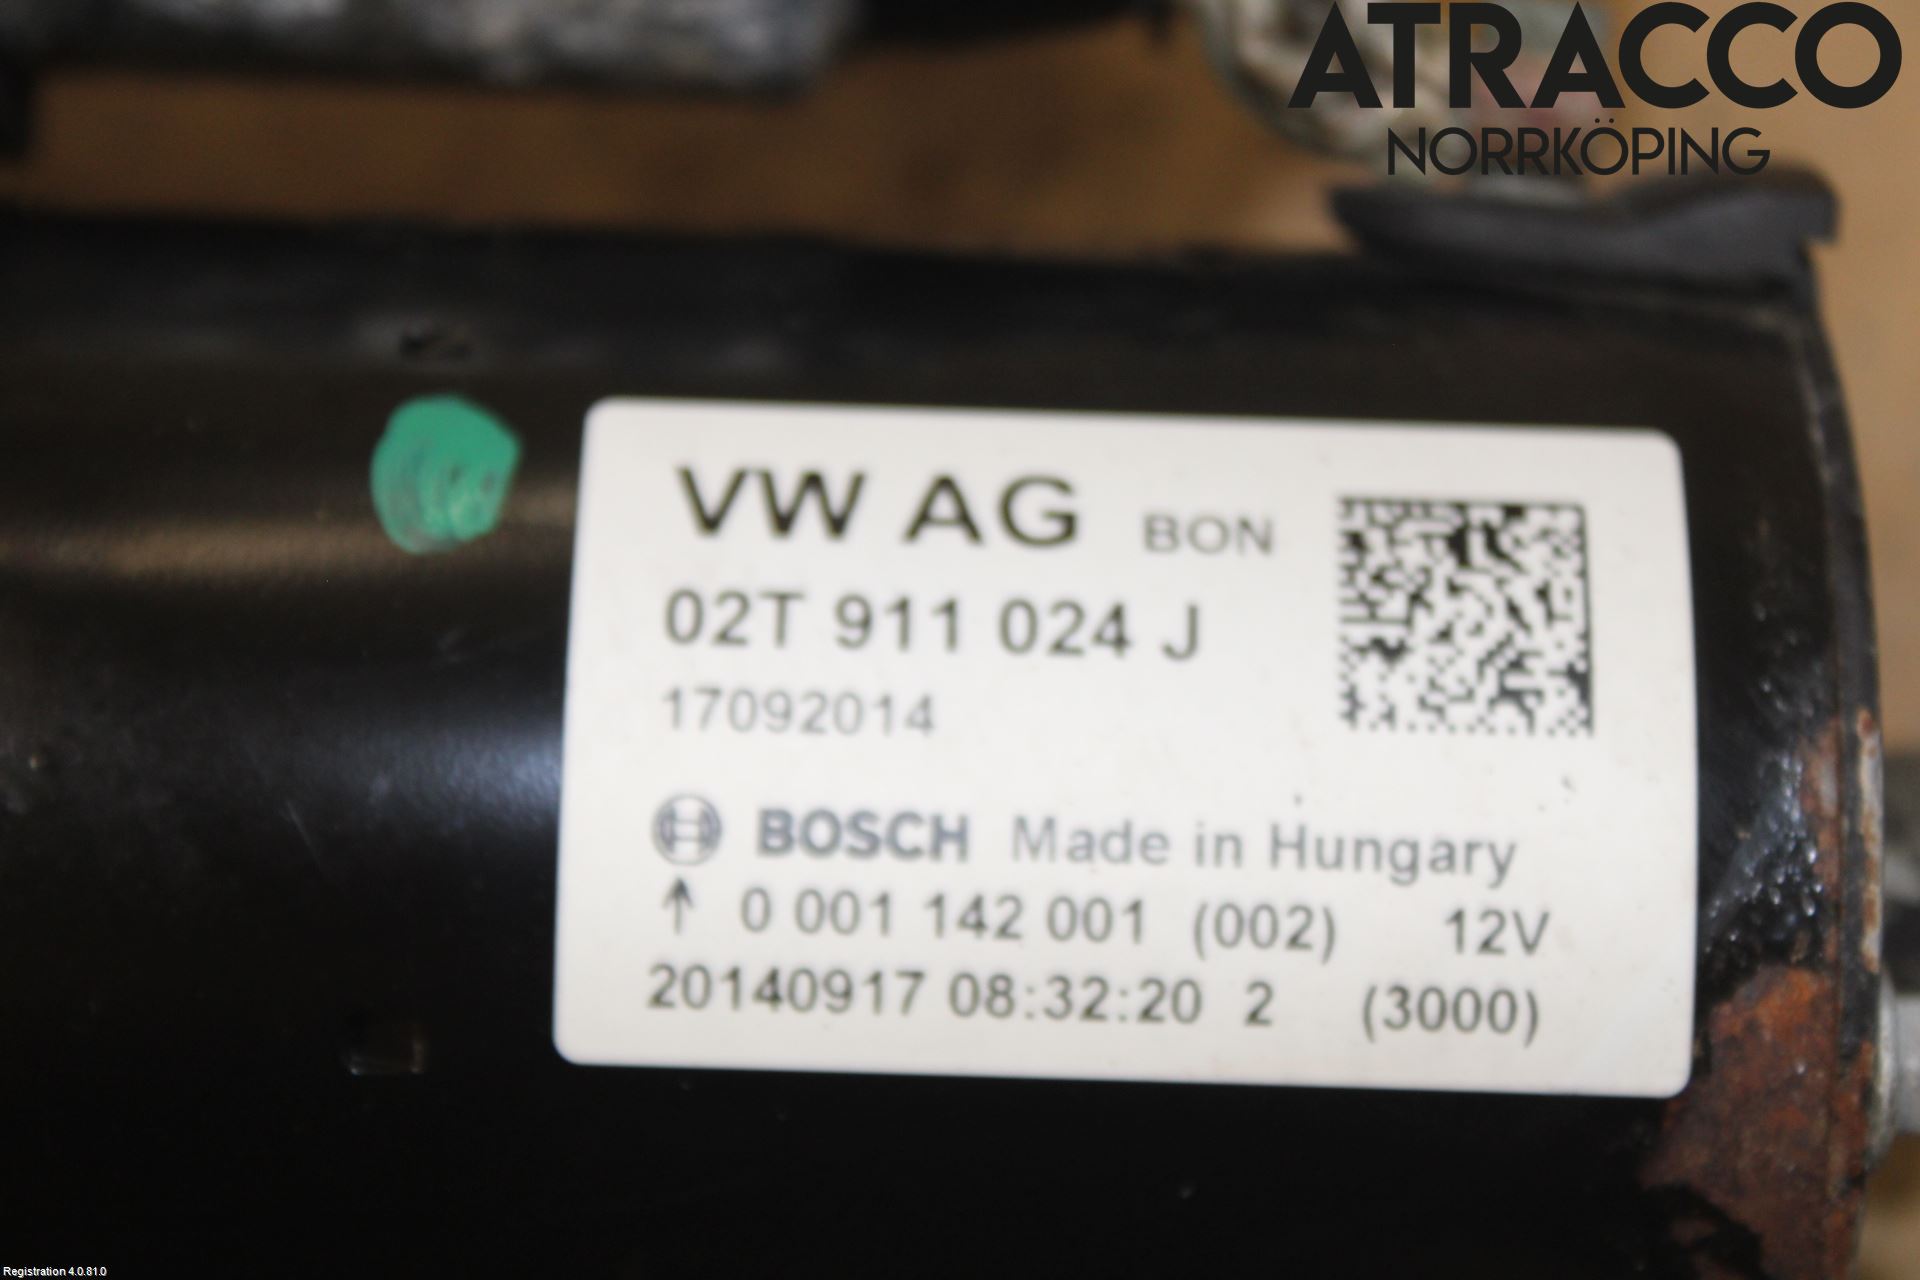 ATRACCO
NORRKÖPING
VW AG BON
02T 911 024 J
17092014
BOSCH Made in Hungary
↑ 0 001 142 001 (002) 12V
20140917 08:32:20 2 (3000)
Registration 4.0.81.0